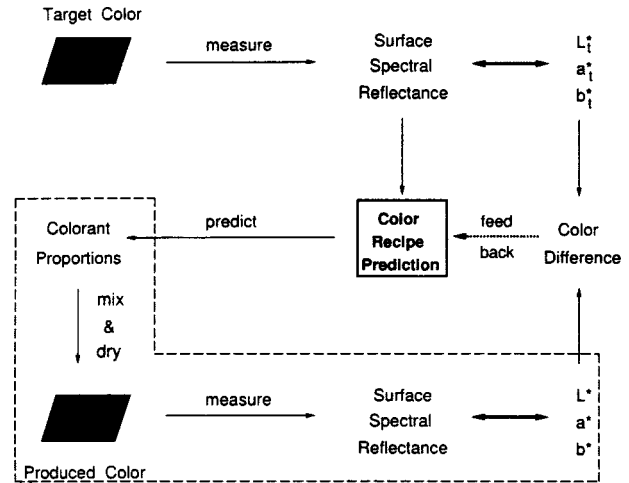 Target Color
measure
Surface
Spectral
Reflectance
L*t
a*t
b*t
Colorant
Proportions
predict
Color
Recipe
Prediction
feed
back
Color
Difference
mix
&
dry
measure
Surface
Spectral
Reflectance
L*
a*
b*
Produced Color